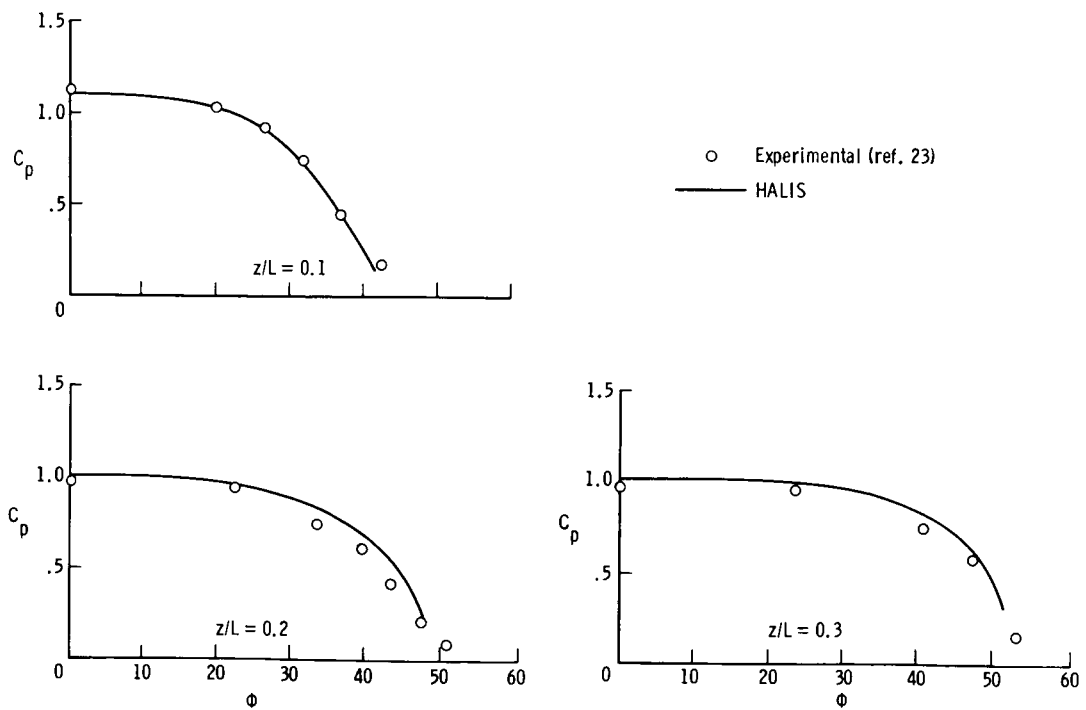 1.5
1.0
C_p
.5
0
z/L = 0.1
Experimental (ref. 23)
HALIS
1.5
1.0
C_p
.5
z/L = 0.2
0 10 20 30 40 50 60
Φ
1.5
1.0
C_p
.5
z/L = 0.3
0 10 20 30 40 50 60
Φ